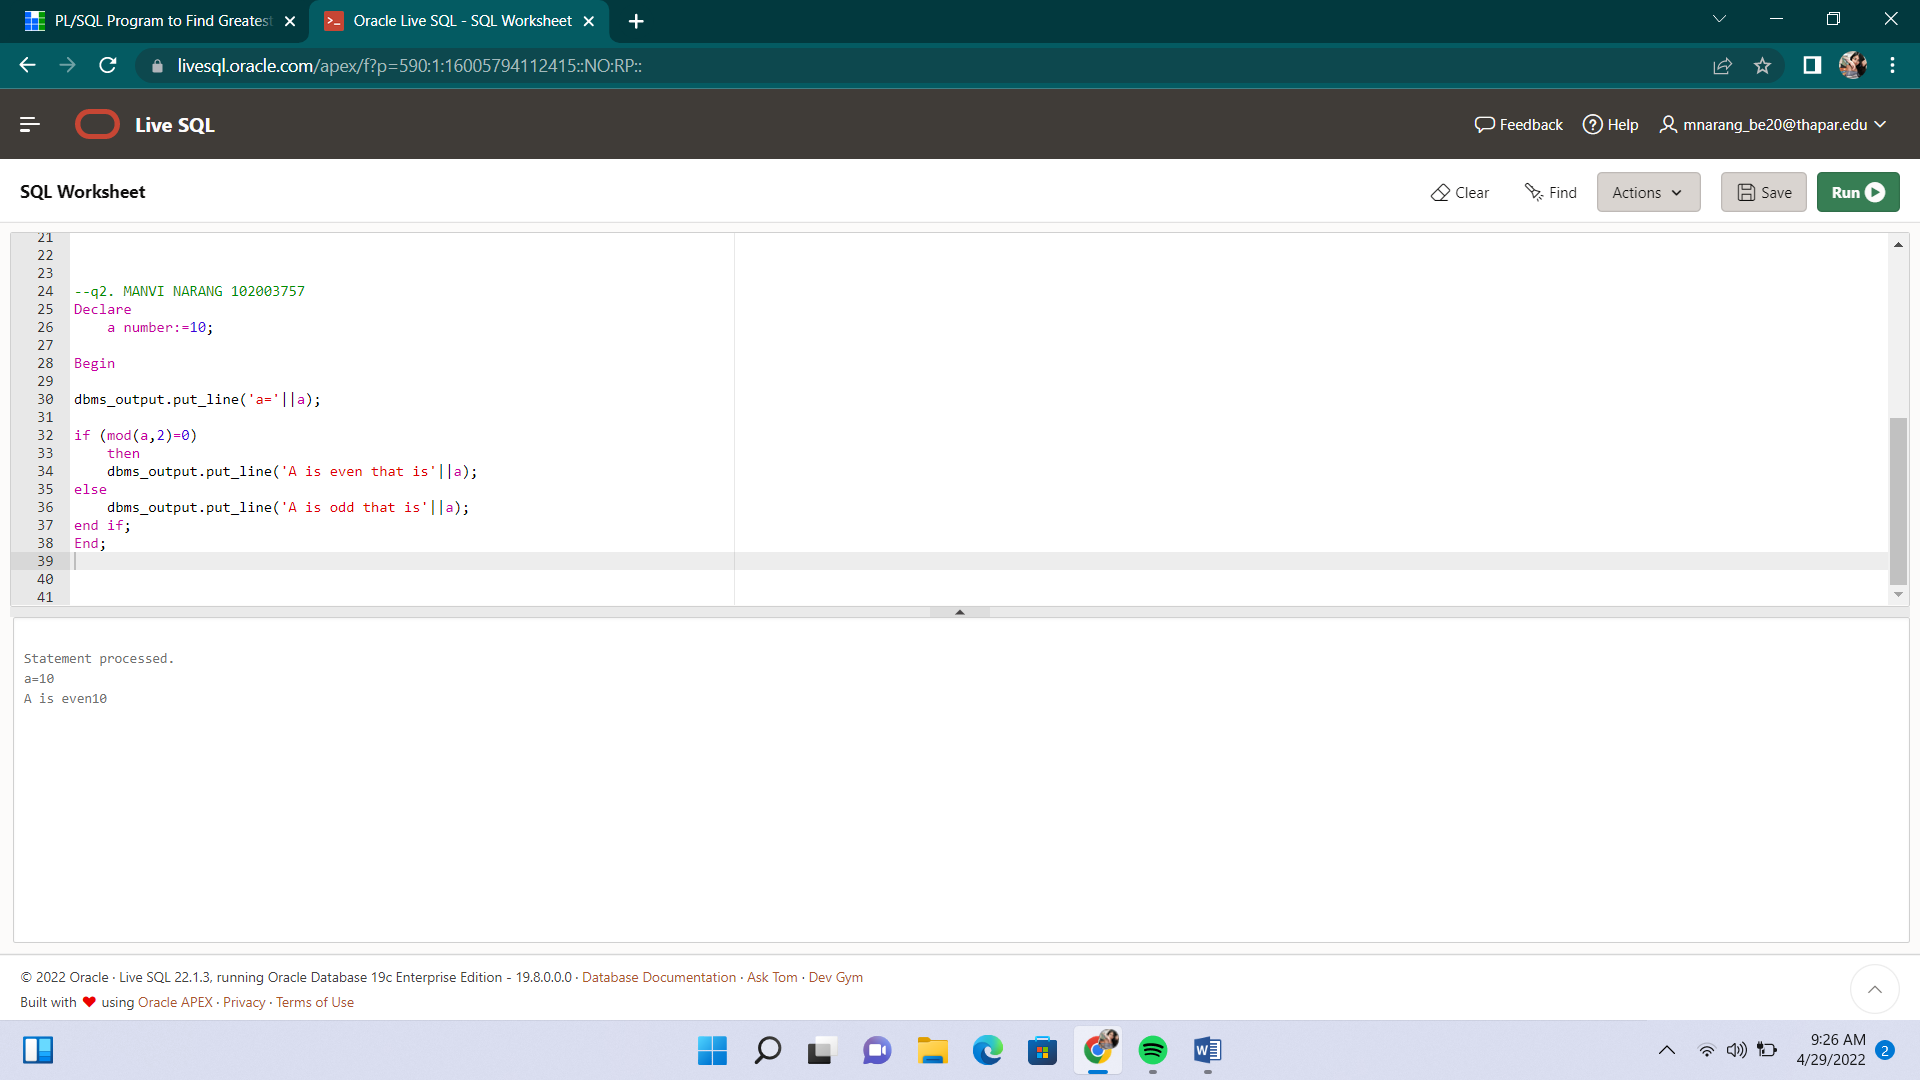 PL/SQL Program to Find Greatest
Oracle Live SQL - SQL Worksheet
livesql.oracle.com/apex/f?p=590:1:16005794112415::NO:RP::
Live SQL
Feedback
Help
mnarang_be20@thapar.edu
SQL Worksheet
Clear
Find
Actions
Save
Run
21
22
23
24 --q2. MANVI NARANG 102003757
25 Declare
26 a number:=10;
27
28 Begin
29
30 dbms_output.put_line('a='||a);
31
32 if (mod(a,2)=0)
33 then
34 dbms_output.put_line('A is even that is'||a);
35 else
36 dbms_output.put_line('A is odd that is'||a);
37 end if;
38 End;
39
40
41
Statement processed.
a=10
A is even10
© 2022 Oracle · Live SQL 22.1.3, running Oracle Database 19c Enterprise Edition - 19.8.0.0.0 · Database Documentation · Ask Tom · Dev Gym
Built with ❤ using Oracle APEX · Privacy · Terms of Use
9:26 AM
4/29/2022
2